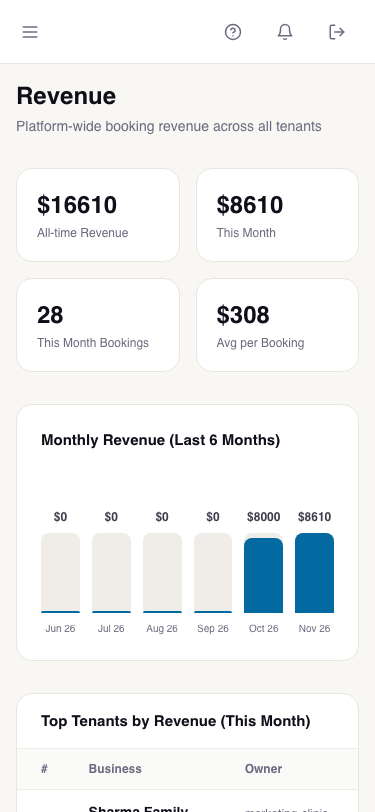 Revenue
Platform-wide booking revenue across all tenants
$16610
All-time Revenue
$8610
This Month
28
This Month Bookings
$308
Avg per Booking
Monthly Revenue (Last 6 Months)
$0 $0 $0 $0 $8000 $8610
Jun 26 Jul 26 Aug 26 Sep 26 Oct 26 Nov 26
Top Tenants by Revenue (This Month)
# Business Owner
Sharma Family marketing-clinic